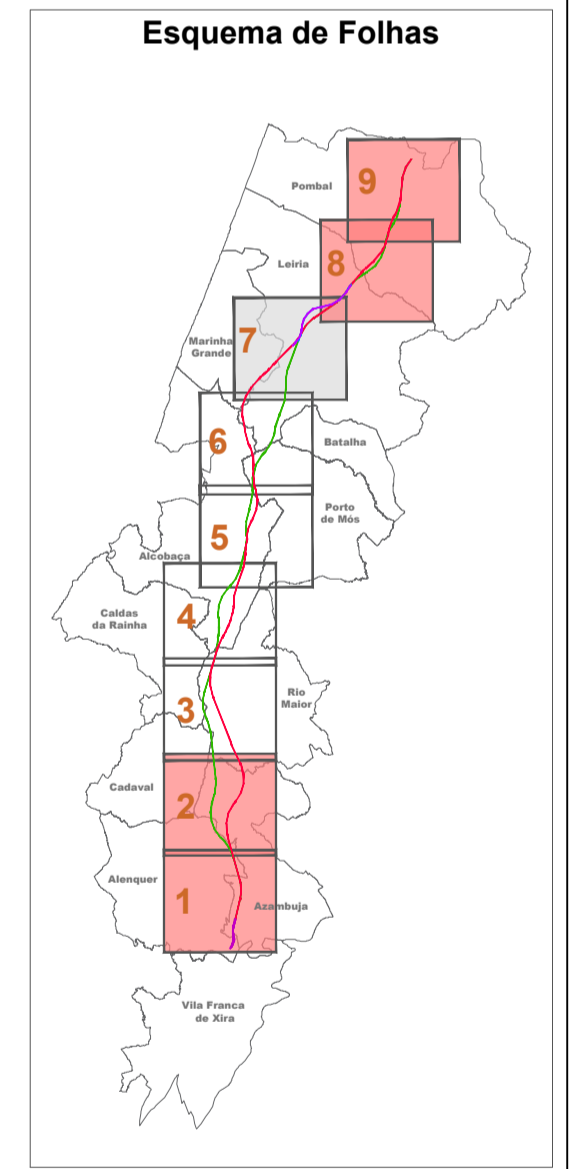 Esquema de Folhas
9
Pombal
8
Leiria
7
Marinha
Grande
6
Batalha
5
Porto
de Mós
Alcobaça
4
Caldas
da Rainha
3
Rio
Maior
2
Cadaval
1
Alenquer
Azambuja
Vila Franca
de Xira